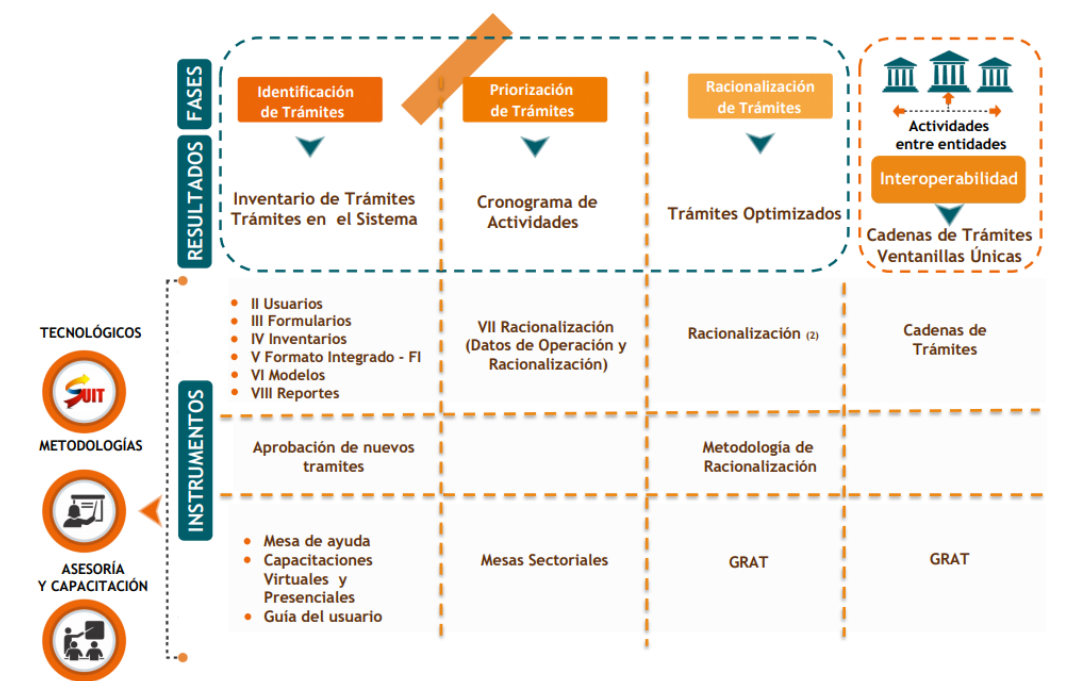 FASES
Identificación
de Trámites
Priorización
de Trámites
Racionalización
de Trámites
Actividades
entre entidades
Interoperabilidad
RESULTADOS
Inventario de Trámites
Trámites en el Sistema
Cronograma de
Actividades
Trámites Optimizados
Cadenas de Trámites
Ventanillas Únicas
INSTRUMENTOS
TECNOLÓGICOS
SUIT
II Usuarios
III Formularios
IV Inventarios
V Formato Integrado - FI
VI Modelos
VIII Reportes
VII Racionalización
(Datos de Operación y
Racionalización)
Racionalización (2)
Cadenas de
Trámites
METODOLOGÍAS
Aprobación de nuevos
tramites
Metodología de
Racionalización
ASESORÍA
Y CAPACITACIÓN
Mesa de ayuda
Capacitaciones
Virtuales y
Presenciales
Guía del usuario
Mesas Sectoriales
GRAT
GRAT